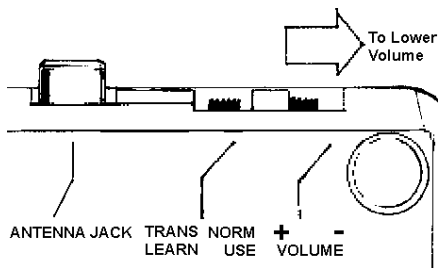 To Lower
Volume
ANTENNA JACK TRANS NORM + -
LEARN USE VOLUME